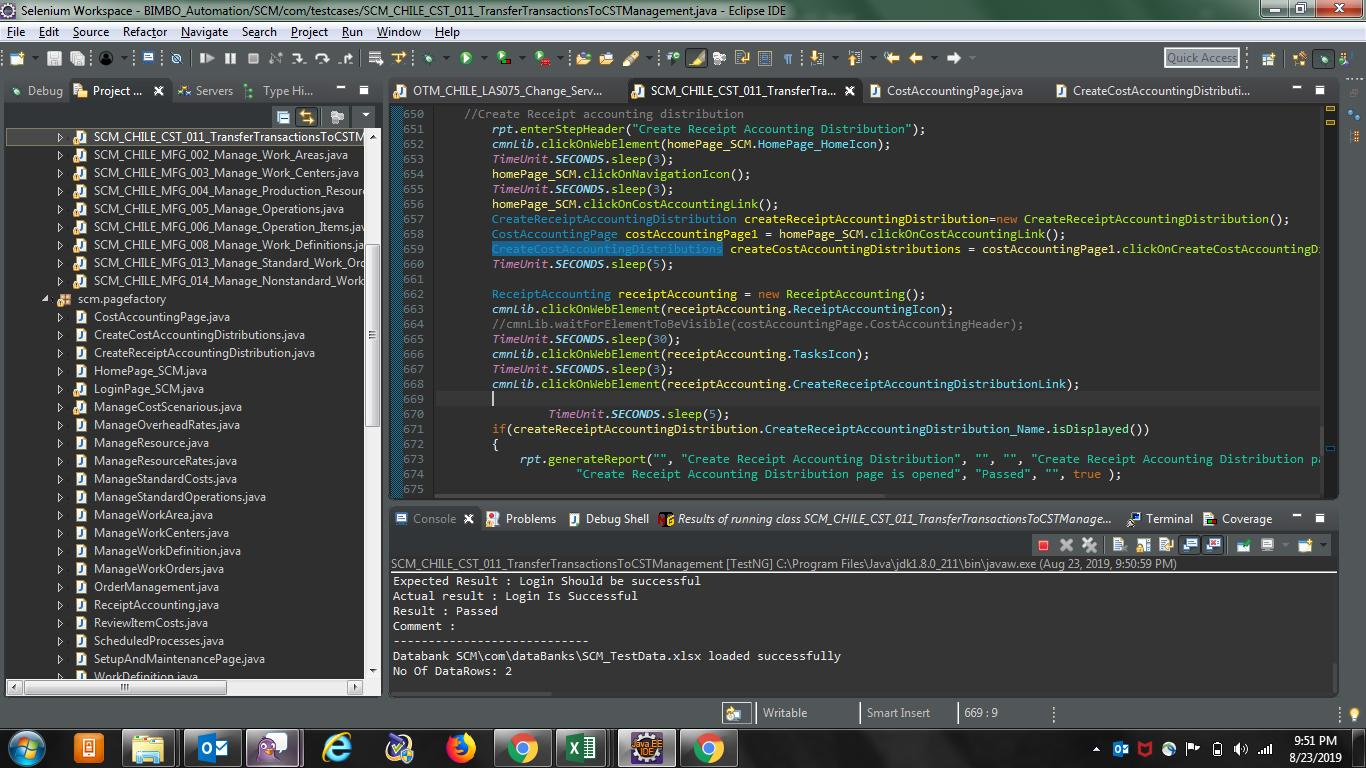 Selenium Workspace - BIMBO_Automation/SCM/com/testcases/SCM_CHILE_CST_011_TransferTransactionsToCSTManagement.java - Eclipse IDE
File Edit Source Refactor Navigate Search Project Run Window Help
Quick Access
Debug Project ... Servers Type Hi...
OTM_CHILE_LAS075_Change_Serv... SCM_CHILE_CST_011_TransferTra... CostAccountingPage.java CreateCostAccountingDistributi...
SCM_CHILE_CST_011_TransferTransactionsToCSTM
SCM_CHILE_MFG_002_Manage_Work_Areas.java
SCM_CHILE_MFG_003_Manage_Work_Centers.java
SCM_CHILE_MFG_004_Manage_Production_Resourc
SCM_CHILE_MFG_005_Manage_Operations.java
SCM_CHILE_MFG_006_Manage_Operation_Items.jav
SCM_CHILE_MFG_008_Manage_Work_Definitions.ja
SCM_CHILE_MFG_013_Manage_Standard_Work_Ord
SCM_CHILE_MFG_014_Manage_Nonstandard_Work
scm.pagefactory
CostAccountingPage.java
CreateCostAccountingDistributions.java
CreateReceiptAccountingDistribution.java
HomePage_SCM.java
LoginPage_SCM.java
ManageCostScenarious.java
ManageOverheadRates.java
ManageResource.java
ManageResourceRates.java
ManageStandardCosts.java
ManageStandardOperations.java
ManageWorkArea.java
ManageWorkCenters.java
ManageWorkDefinition.java
ManageWorkOrders.java
OrderManagement.java
ReceiptAccounting.java
ReviewItemCosts.java
ScheduledProcesses.java
SetupAndMaintenancePage.java
WorkDefinition.java
650 //Create Receipt accounting distribution
651 rpt.enterStepHeader("Create Receipt Accounting Distribution");
652 cmnLib.clickOnWebElement(homePage_SCM.HomePage_HomeIcon);
653 TimeUnit.SECONDS.sleep(3);
654 homePage_SCM.clickOnNavigationIcon();
655 TimeUnit.SECONDS.sleep(3);
656 homePage_SCM.clickOnCostAccountingLink();
657 CreateReceiptAccountingDistribution createReceiptAccountingDistribution=new CreateReceiptAccountingDistribution();
658 CostAccountingPage costAccountingPage1 = homePage_SCM.clickOnCostAccountingLink();
659 CreateCostAccountingDistributions createCostAccountingDistributions = costAccountingPage1.clickOnCreateCostAccountingDi
660 TimeUnit.SECONDS.sleep(5);
661
662 ReceiptAccounting receiptAccounting = new ReceiptAccounting();
663 cmnLib.clickOnWebElement(receiptAccounting.ReceiptAccountingIcon);
664 //cmnLib.waitForElementToBeVisible(costAccountingPage.CostAccountingHeader);
665 TimeUnit.SECONDS.sleep(30);
666 cmnLib.clickOnWebElement(receiptAccounting.TasksIcon);
667 TimeUnit.SECONDS.sleep(3);
668 cmnLib.clickOnWebElement(receiptAccounting.CreateReceiptAccountingDistributionLink);
669
670 TimeUnit.SECONDS.sleep(5);
671 if(createReceiptAccountingDistribution.CreateReceiptAccountingDistribution_Name.isDisplayed())
672 {
673 rpt.generateReport("", "Create Receipt Accounting Distribution", "", "", "Create Receipt Accounting Distribution pa
674 "Create Receipt Accounting Distribution page is opened", "Passed", "", true );
675
Console Problems Debug Shell Results of running class SCM_CHILE_CST_011_TransferTransactionsToCSTManage... Terminal Coverage
SCM_CHILE_CST_011_TransferTransactionsToCSTManagement [TestNG] C:\Program Files\Java\jdk1.8.0_211\bin\javaw.exe (Aug 23, 2019, 9:50:59 PM)
Expected Result : Login Should be successful
Actual result : Login Is Successful
Result : Passed
Comment :
----------------------------
Databank SCM\com\dataBanks\SCM_TestData.xlsx loaded successfully
No Of DataRows: 2
Writable Smart Insert 669 : 9
9:51 PM
8/23/2019